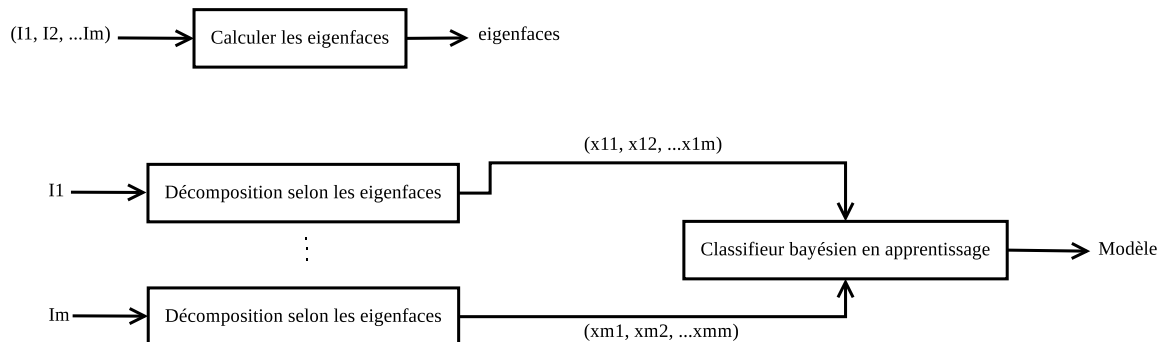 (I1, I2, ...Im)
Calculer les eigenfaces
eigenfaces
(x11, x12, ...x1m)
I1
Décomposition selon les eigenfaces
Classifieur bayésien en apprentissage
Modèle
Im
Décomposition selon les eigenfaces
(xm1, xm2, ...xmm)